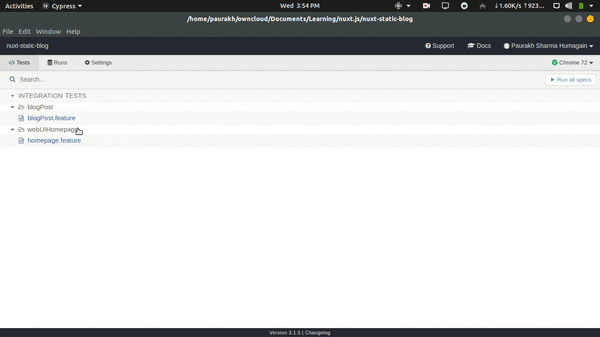 Activities Cypress Wed 3:54 PM ↓1.60K/s ↑923...
/home/paurakh/owncloud/Documents/Learning/nuxt.js/nuxt-static-blog
File Edit Window Help
nuxt-static-blog Support Docs Paurakh Sharma Humagain
</> Tests Runs Settings Chrome 72
Search... Run all specs
INTEGRATION TESTS
blogPost
blogPost.feature
webUIHomepage
homepage.feature
Version 3.1.5 | Changelog